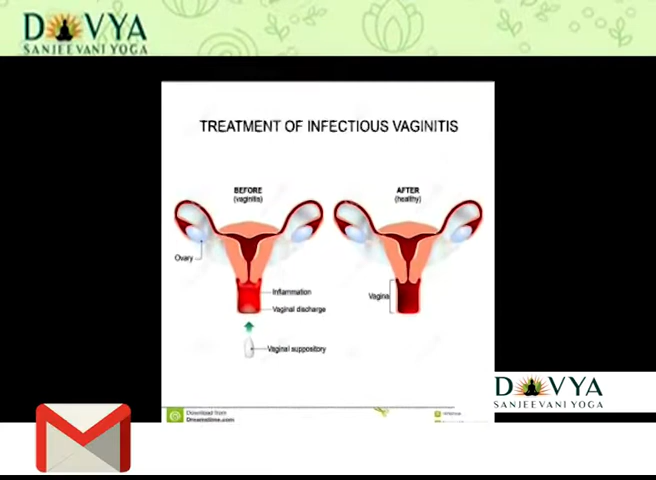 DIVYA
SANJEEVANI YOGA
TREATMENT OF INFECTIOUS VAGINITIS
BEFORE
(vaginitis)
AFTER
(healthy)
Ovary
Inflammation
Vaginal discharge
Vagina
Vaginal suppository
DIVYA
SANJEEVANI YOGA
Download from
Dreamstime.com